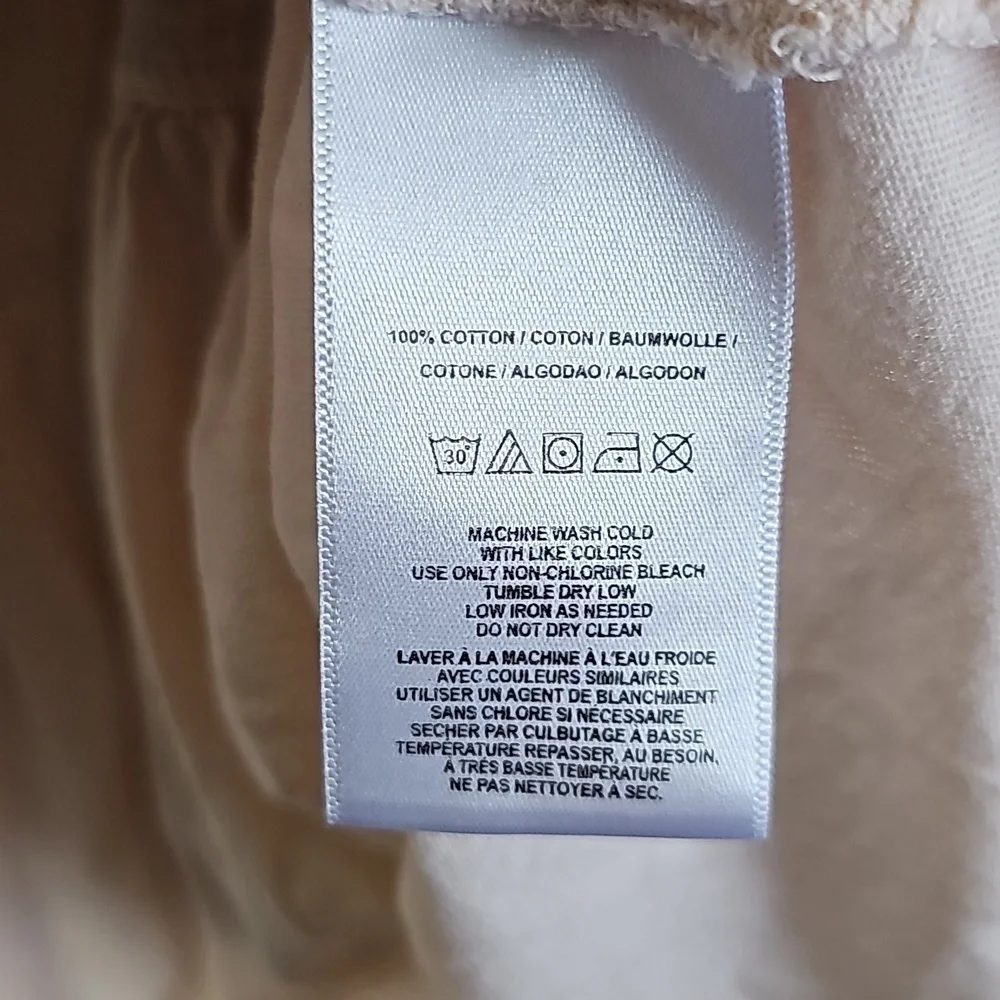 100% COTTON / COTON / BAUMWOLLE /
COTONE / ALGODAO / ALGODON
30°
MACHINE WASH COLD
WITH LIKE COLORS
USE ONLY NON-CHLORINE BLEACH
TUMBLE DRY LOW
LOW IRON AS NEEDED
DO NOT DRY CLEAN
LAVER À LA MACHINE À L'EAU FROIDE
AVEC COULEURS SIMILAIRES
UTILISER UN AGENT DE BLANCHIMENT
SANS CHLORE SI NÉCESSAIRE
SECHER PAR CULBUTAGE À BASSE
TEMPÉRATURE REPASSER, AU BESOIN,
À TRÈS BASSE TEMPÉRATURE
NE PAS NETTOYER À SEC.